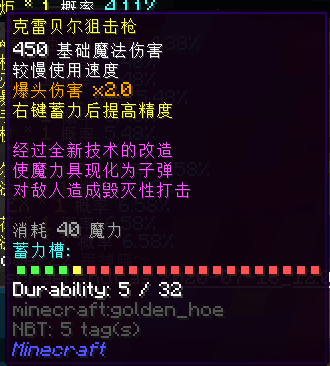 概率 411%
克雷贝尔狙击枪
450 基础魔法伤害
较慢使用速度
爆头伤害 x2.0
右键蓄力后提高精度
经过全新技术的改造
使魔力具现化为子弹
对敌人造成毁灭性打击
消耗 40 魔力
蓄力槽:
Durability: 5 / 32
minecraft:golden_hoe
NBT: 5 tag(s)
Minecraft